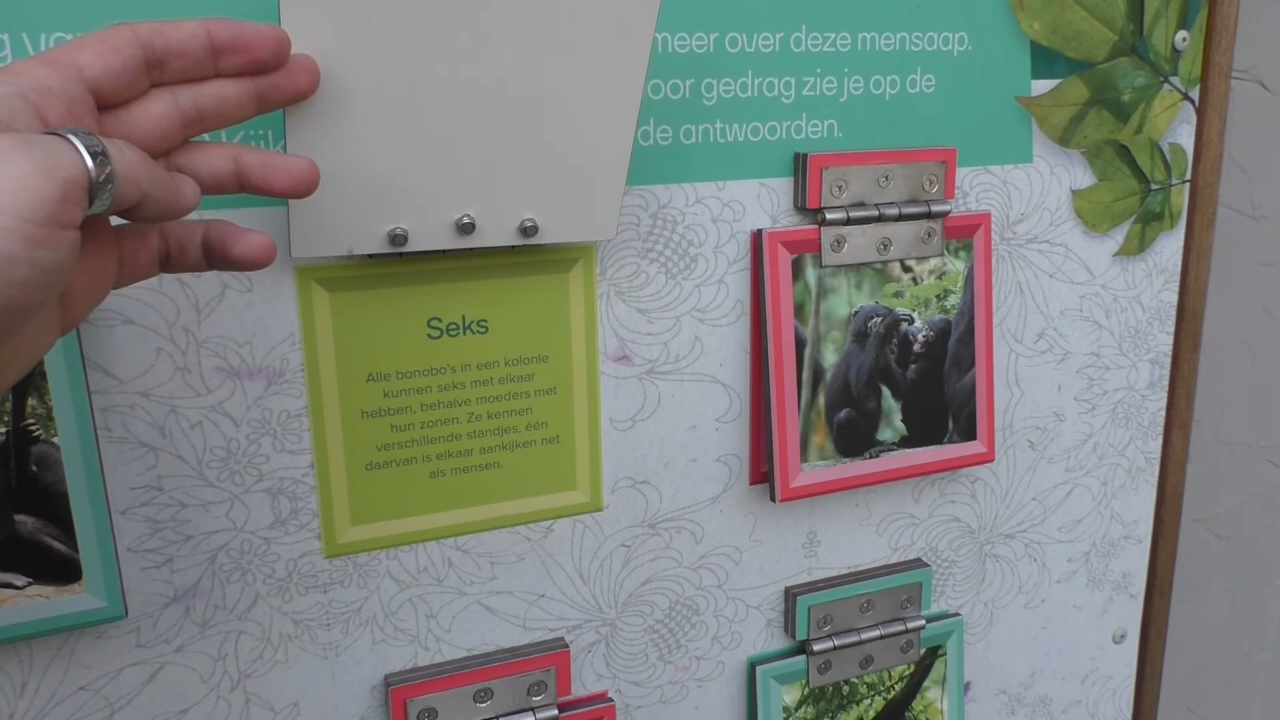 meer over deze mensaap.
oor gedrag zie je op de
Kijk
de antwoorden.
Seks
Alle bonobo's in een kolonie
kunnen seks met elkaar
hebben, behalve moeders met
hun zonen. Ze kennen
verschillende standjes, één
daarvan is elkaar aankijken net
als mensen.